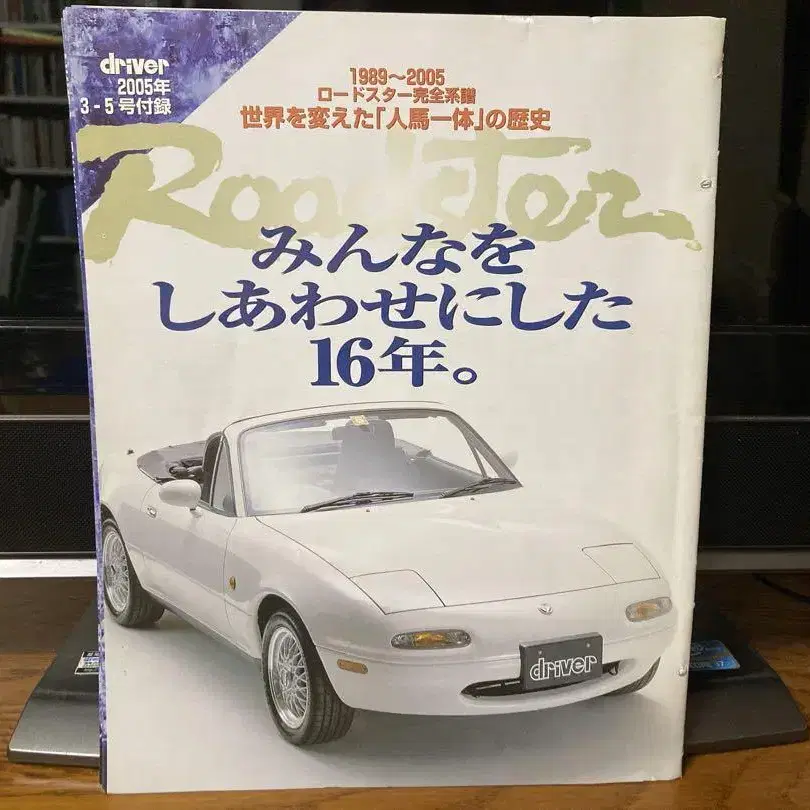 driver
2005年
3-5号付録
1989～2005
ロードスター完全系譜
世界を変えた「人馬一体」の歴史
Roadster
みんなを
しあわせにした
16年。
driver